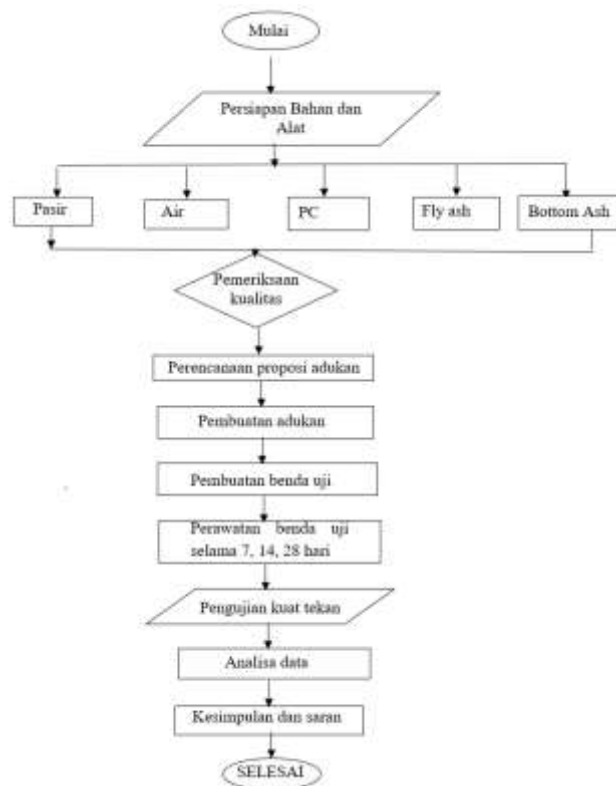 Mulai
Persiapan Bahan dan
Alat
Pasir
Air
PC
Fly ash
Bottom Ash
Pemeriksaan
kualitas
Perencanaan proposi adukan
Pembuatan adukan
Pembuatan benda uji
Perawatan benda uji
selama 7, 14, 28 hari
Pengujian kuat tekan
Analisa data
Kesimpulan dan saran
SELESAI